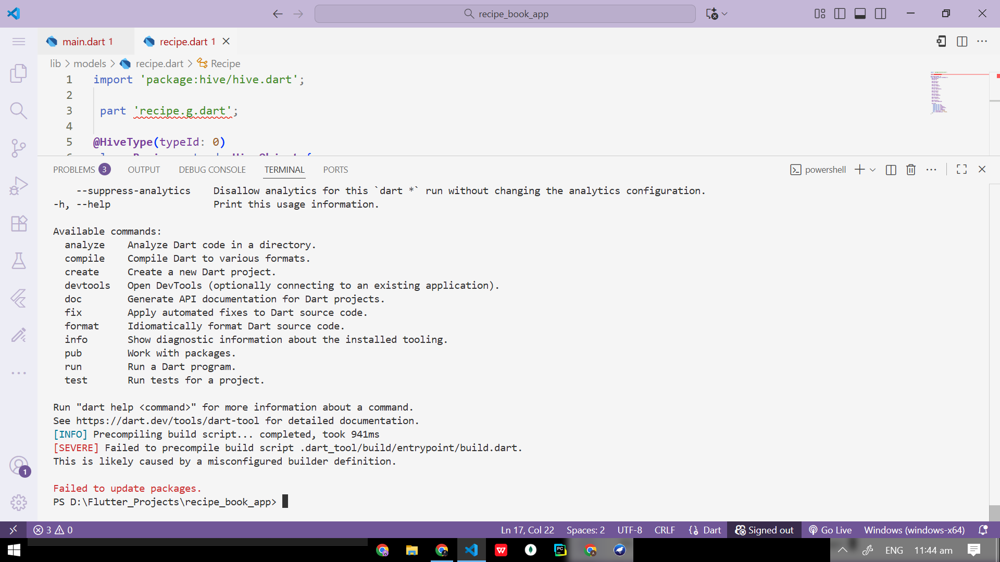 recipe_book_app
main.dart 1
recipe.dart 1
lib > models > recipe.dart > Recipe
1 import 'package:hive/hive.dart';
2
3 part 'recipe.g.dart';
4
5 @HiveType(typeId: 0)
PROBLEMS 3 OUTPUT DEBUG CONSOLE TERMINAL PORTS
powershell
--suppress-analytics Disallow analytics for this `dart *` run without changing the analytics configuration.
-h, --help Print this usage information.
Available commands:
analyze Analyze Dart code in a directory.
compile Compile Dart to various formats.
create Create a new Dart project.
devtools Open DevTools (optionally connecting to an existing application).
doc Generate API documentation for Dart projects.
fix Apply automated fixes to Dart source code.
format Idiomatically format Dart source code.
info Show diagnostic information about the installed tooling.
pub Work with packages.
run Run a Dart program.
test Run tests for a project.
Run "dart help <command>" for more information about a command.
See https://dart.dev/tools/dart-tool for detailed documentation.
[INFO] Precompiling build script... completed, took 941ms
[SEVERE] Failed to precompile build script .dart_tool/build/entrypoint/build.dart.
This is likely caused by a misconfigured builder definition.
Failed to update packages.
PS D:\Flutter_Projects\recipe_book_app>
1
3 0
Ln 17, Col 22 Spaces: 2 UTF-8 CRLF Dart Signed out Go Live Windows (windows-x64)
ENG 11:44 am